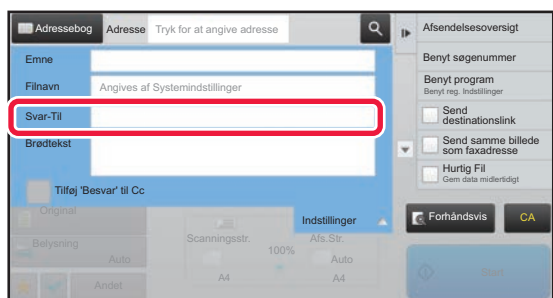 Adressebog
Adresse
Tryk for at angive adresse
Afsendelsesoversigt
Emne
Benyt søgenummer
Filnavn
Angives af Systemindstillinger
Benyt program
Benyt reg. Indstillinger
Svar-Til
Send
destinationslink
Brødtekst
Send samme billede
som faxadresse
Hurtig Fil
Gem data midlertidigt
Tilføj 'Besvar' til Cc
Original
Indstillinger
Forhåndsvis
CA
Belysning
Auto
Scanningsstr.
100%
Afs.Str.
Auto
A4
A4
Andet
Start